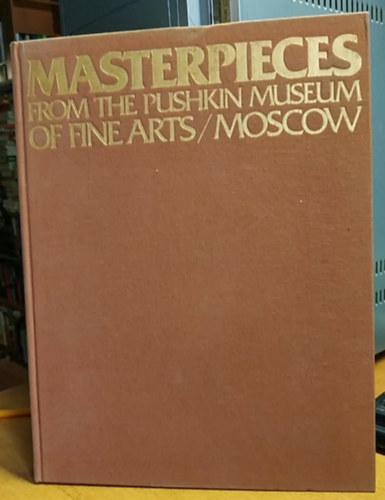 MASTERPIECES
FROM THE PUSHKIN MUSEUM
OF FINE ARTS/MOSCOW